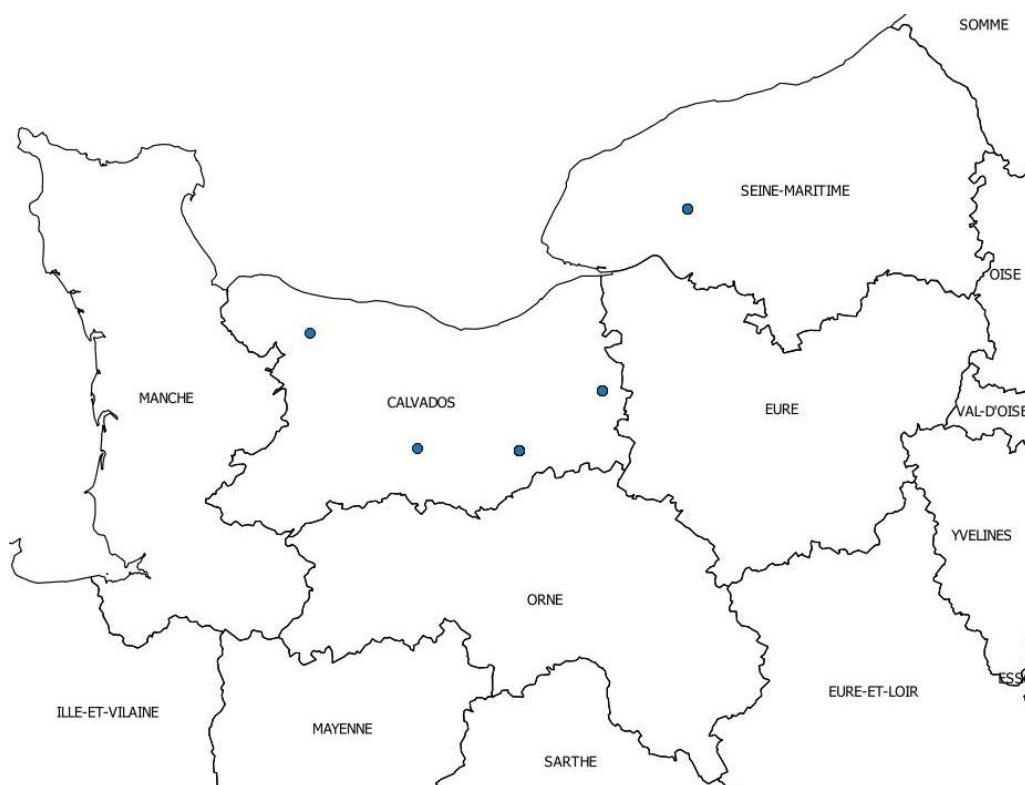 SOMME
SEINE-MARITIME
OISE
MANCHE
CALVADOS
EURE
VAL-D'OISE
YVELINES
ORNE
ESS
EURE-ET-LOIR
ILLE-ET-VILAINE
MAYENNE
SARTHE